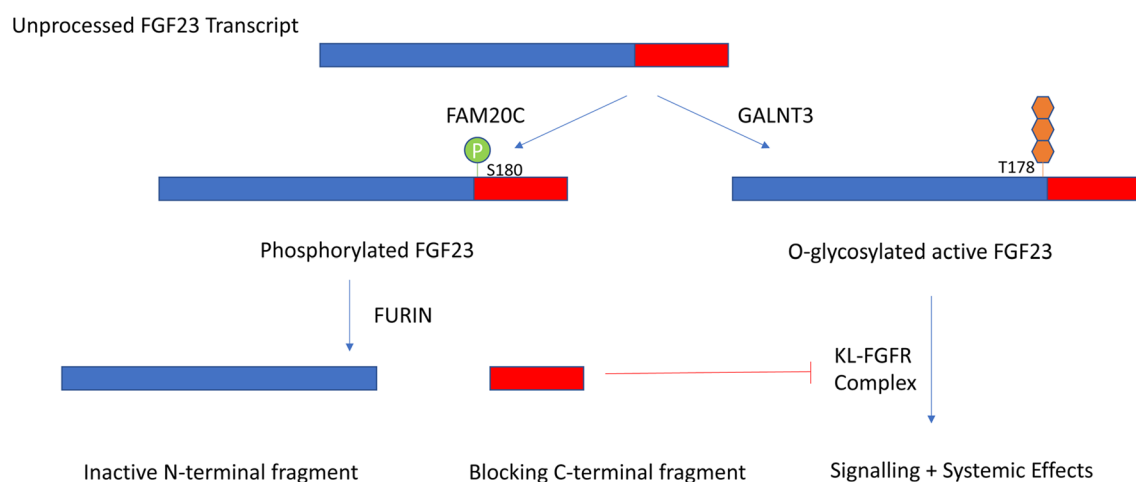 Unprocessed FGF23 Transcript
FAM20C
GALNT3
P
S180
T178
Phosphorylated FGF23
O-glycosylated active FGF23
FURIN
KL-FGFR
Complex
Inactive N-terminal fragment
Blocking C-terminal fragment
Signalling + Systemic Effects